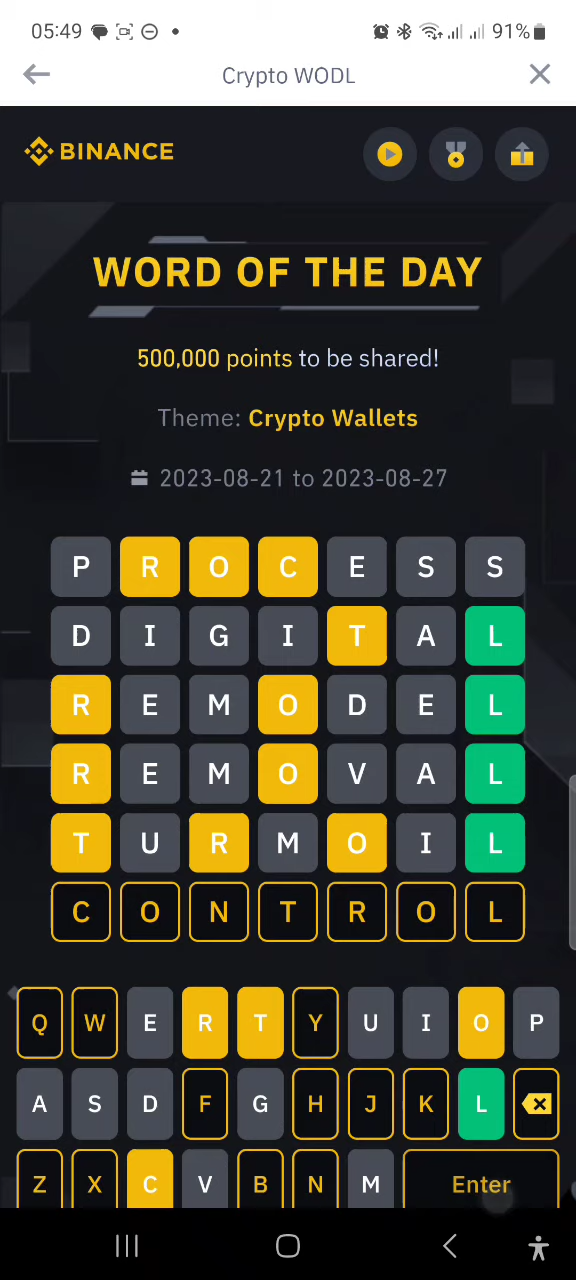 05:49 91%
Crypto WODL
BINANCE
WORD OF THE DAY
500,000 points to be shared!
Theme: Crypto Wallets
2023-08-21 to 2023-08-27
P R O C E S S
D I G I T A L
R E M O D E L
R E M O V A L
T U R M O I L
C O N T R O L
Q W E R T Y U I O P
A S D F G H J K L
Z X C V B N M Enter